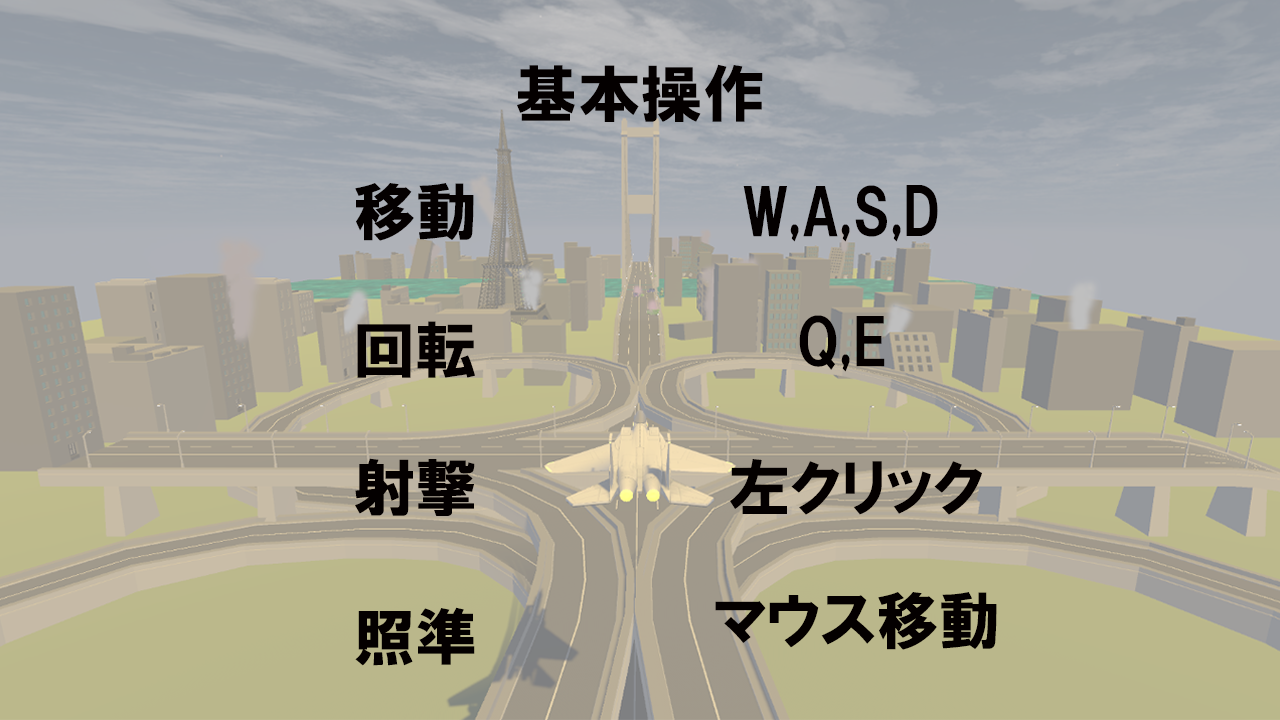 基本操作
移動 W,A,S,D
回転 Q,E
射撃 左クリック
照準 マウス移動